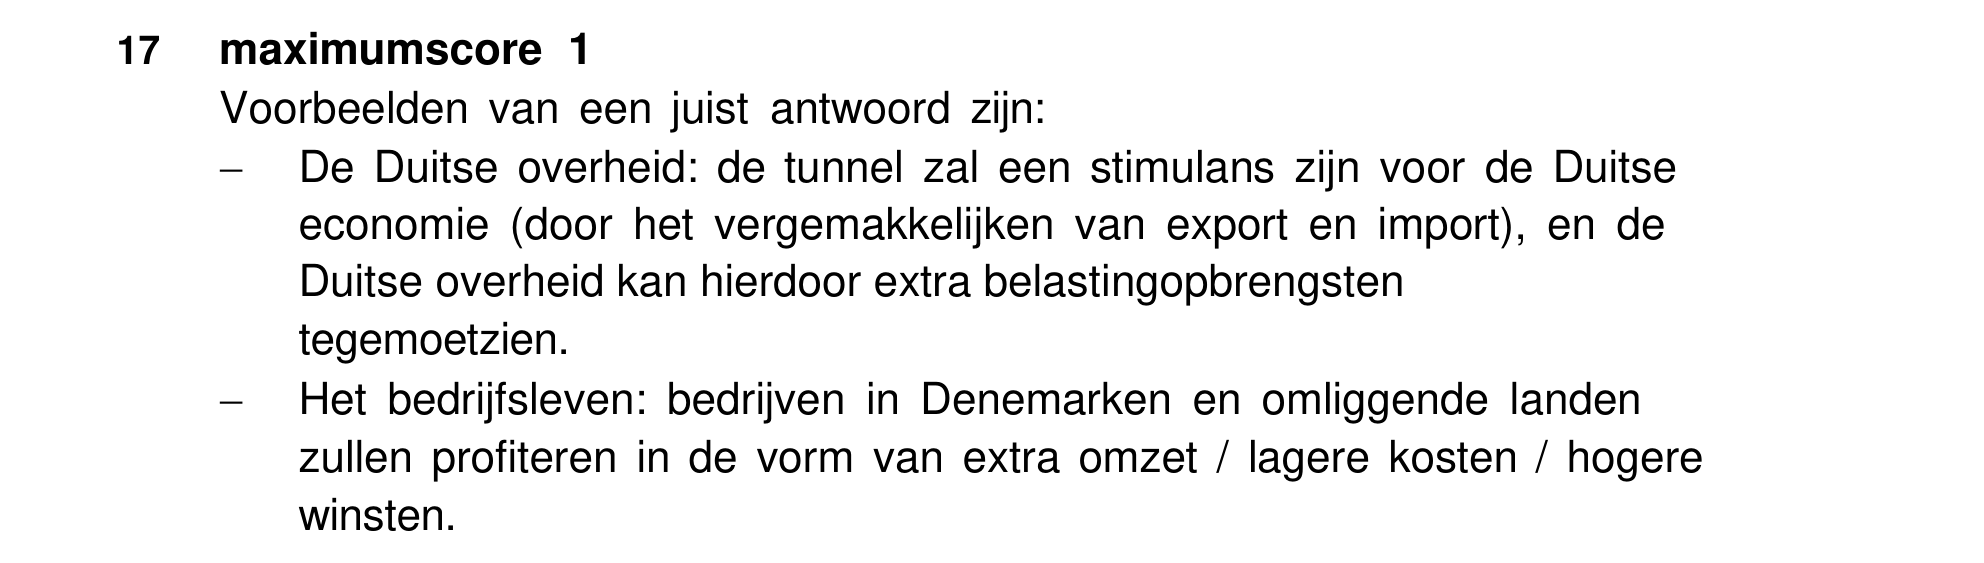 17 maximumscore 1
Voorbeelden van een juist antwoord zijn:
− De Duitse overheid: de tunnel zal een stimulans zijn voor de Duitse
economie (door het vergemakkelijken van export en import), en de
Duitse overheid kan hierdoor extra belastingopbrengsten
tegemoetzien.
− Het bedrijfsleven: bedrijven in Denemarken en omliggende landen
zullen profiteren in de vorm van extra omzet / lagere kosten / hogere
winsten.